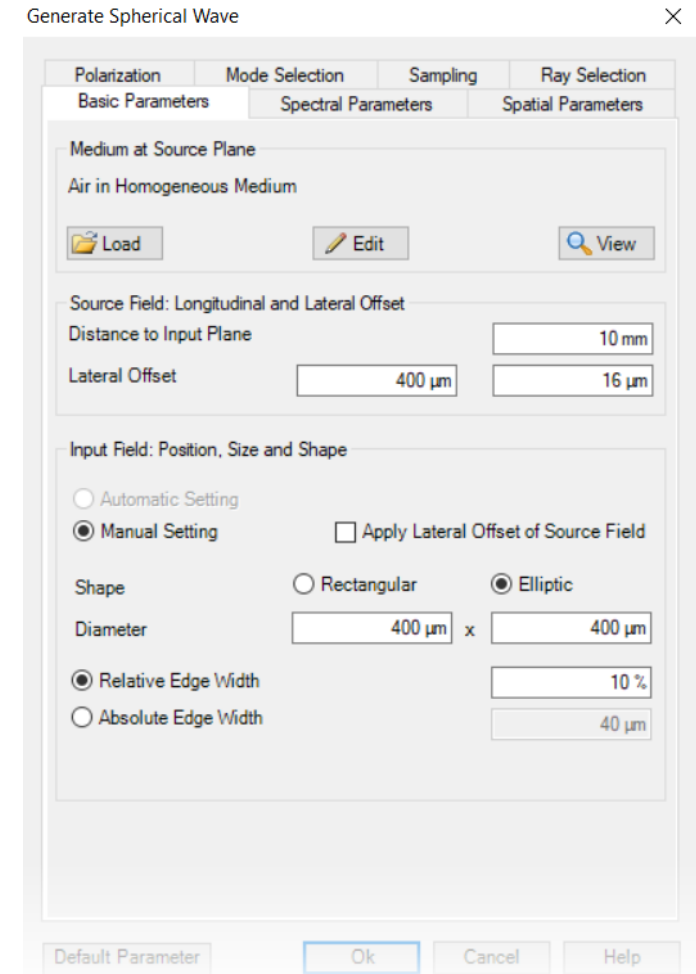 Generate Spherical Wave
Polarization Mode Selection Sampling Ray Selection
Basic Parameters Spectral Parameters Spatial Parameters
Medium at Source Plane
Air in Homogeneous Medium
Load Edit View
Source Field: Longitudinal and Lateral Offset
Distance to Input Plane 10 mm
Lateral Offset 400 µm 16 µm
Input Field: Position, Size and Shape
Automatic Setting
Manual Setting Apply Lateral Offset of Source Field
Shape Rectangular Elliptic
Diameter 400 µm x 400 µm
Relative Edge Width 10 %
Absolute Edge Width 40 µm
Default Parameter Ok Cancel Help